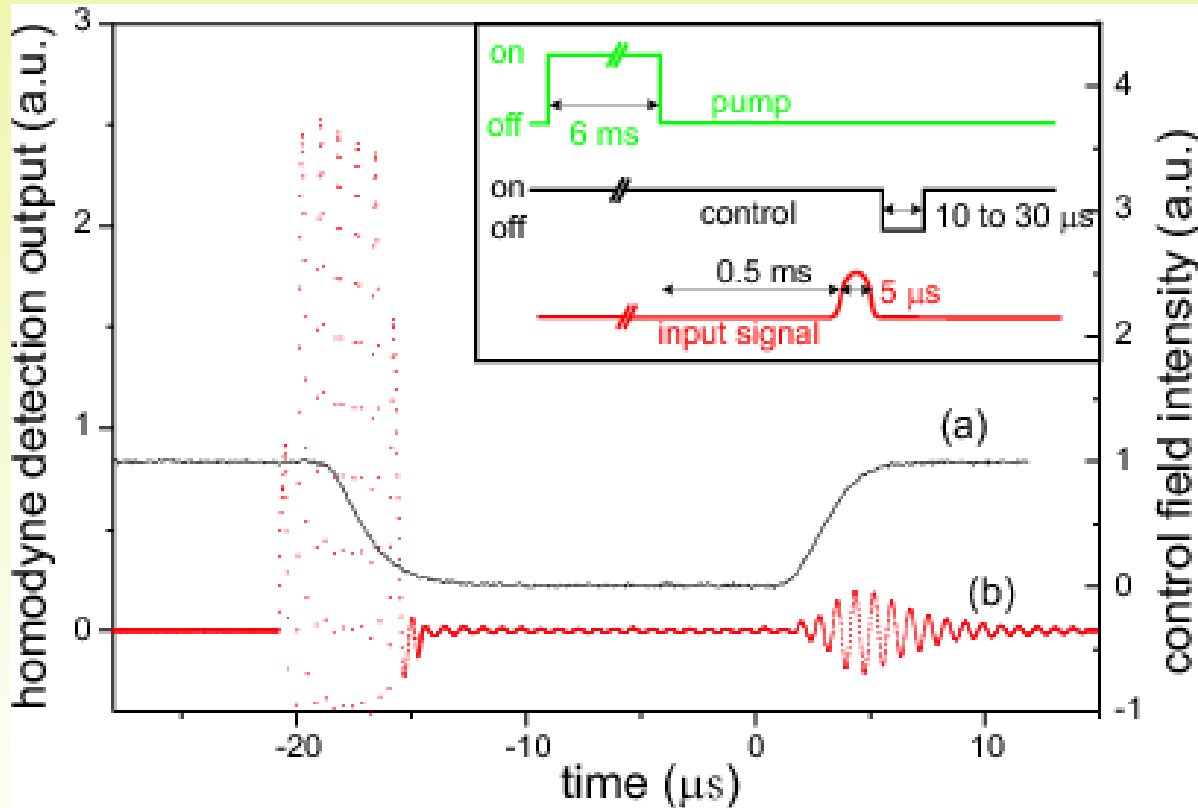 homodyne detection output (a.u.)
3
2
1
0
on
off
pump
6 ms
on
off
control
10 to 30 μs
0.5 ms
5 μs
input signal
(a)
(b)
4
3
2
1
0
-1
control field intensity (a.u.)
-20
-10
0
10
time (μs)